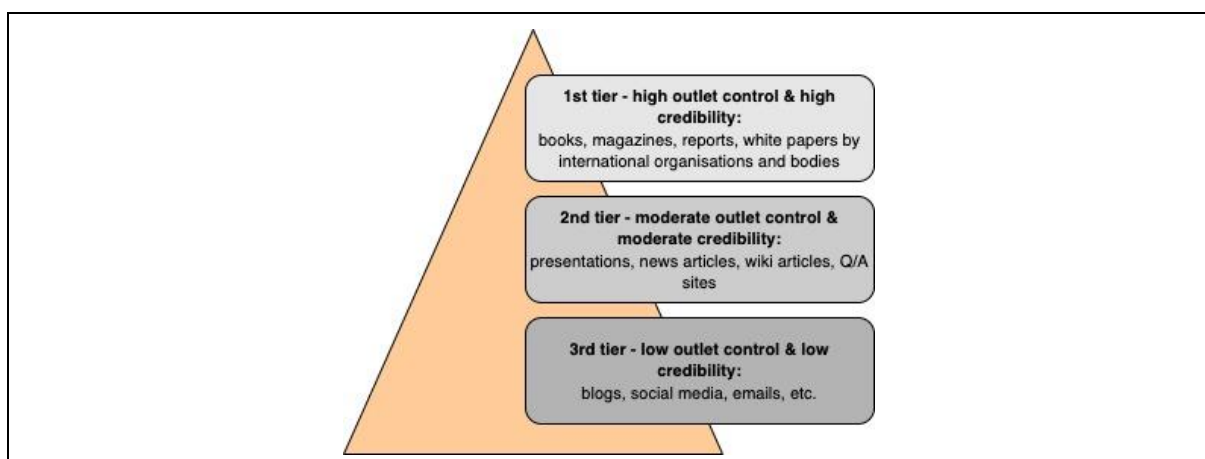 1st tier - high outlet control & high
credibility:
books, magazines, reports, white papers by
international organisations and bodies
2nd tier - moderate outlet control &
moderate credibility:
presentations, news articles, wiki articles, Q/A
sites
3rd tier - low outlet control & low
credibility:
blogs, social media, emails, etc.